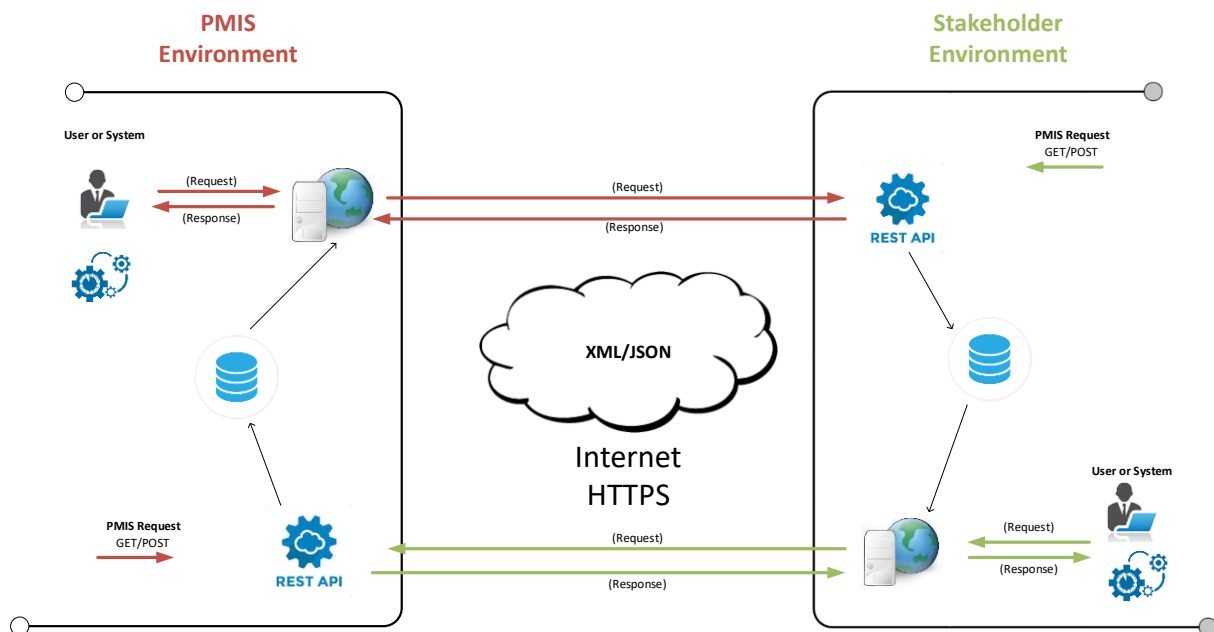 PMIS
Environment
Stakeholder
Environment
User or System
(Request)
(Response)
(Request)
(Response)
REST API
PMIS Request
GET/POST
XML/JSON
Internet
HTTPS
PMIS Request
GET/POST
REST API
(Request)
(Response)
User or System
(Request)
(Response)